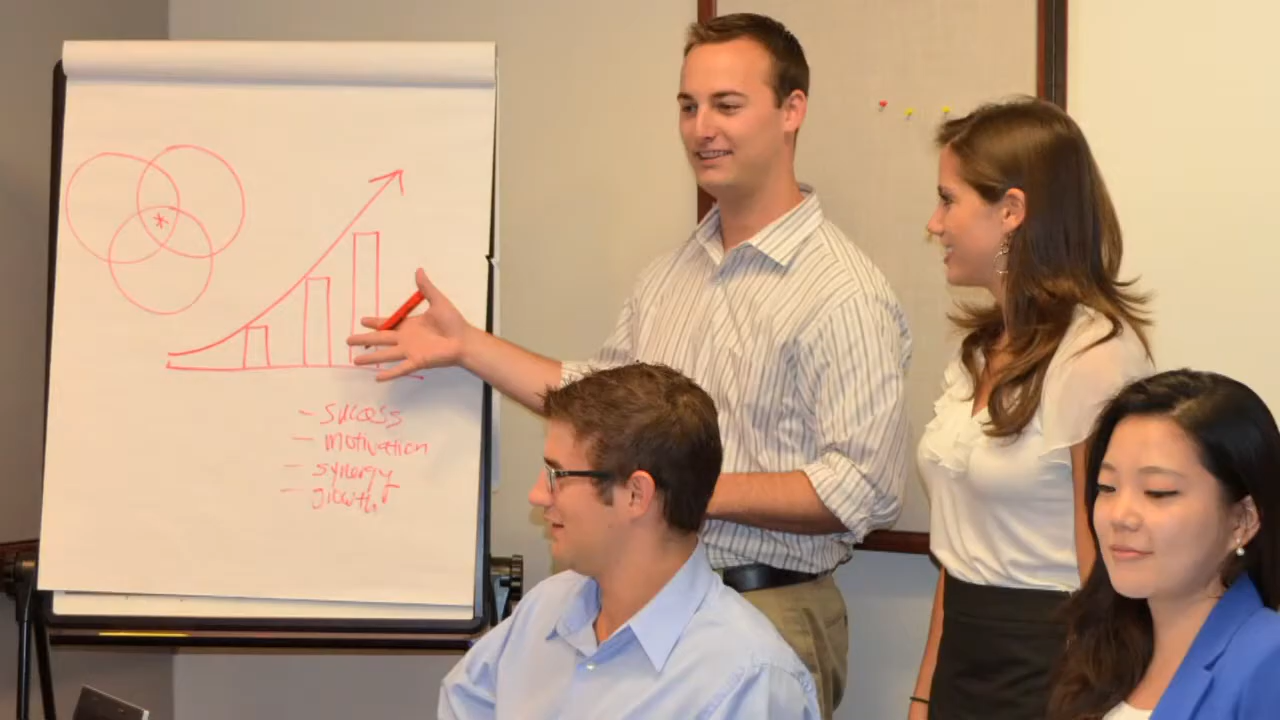 *
- success
- motivation
- synergy
- growth